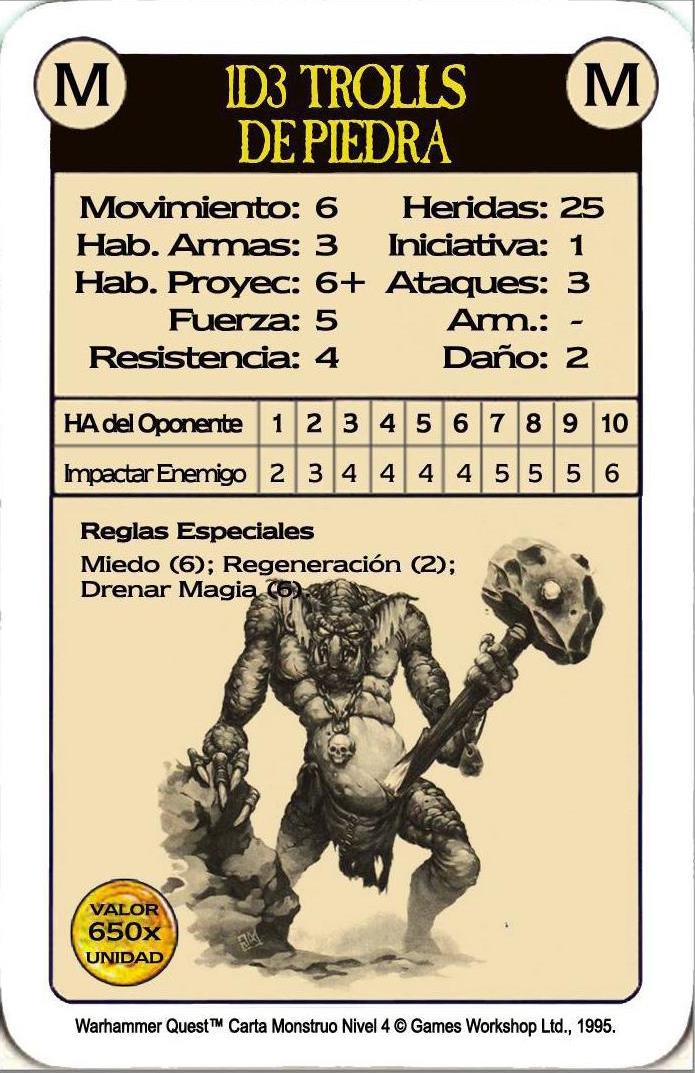 M
1D3 TROLLS
DE PIEDRA
M
Movimiento: 6 Heridas: 25
Hab. Armas: 3 Iniciativa: 1
Hab. Proyec: 6+ Ataques: 3
Fuerza: 5 Arm.: -
Resistencia: 4 Daño: 2
HA del Oponente 1 2 3 4 5 6 7 8 9 10
Impactar Enemigo 2 3 4 4 4 4 5 5 5 6
Reglas Especiales
Miedo (6); Regeneración (2);
Drenar Magia (6).
VALOR
650x
UNIDAD
Warhammer Quest™ Carta Monstruo Nivel 4 © Games Workshop Ltd., 1995.